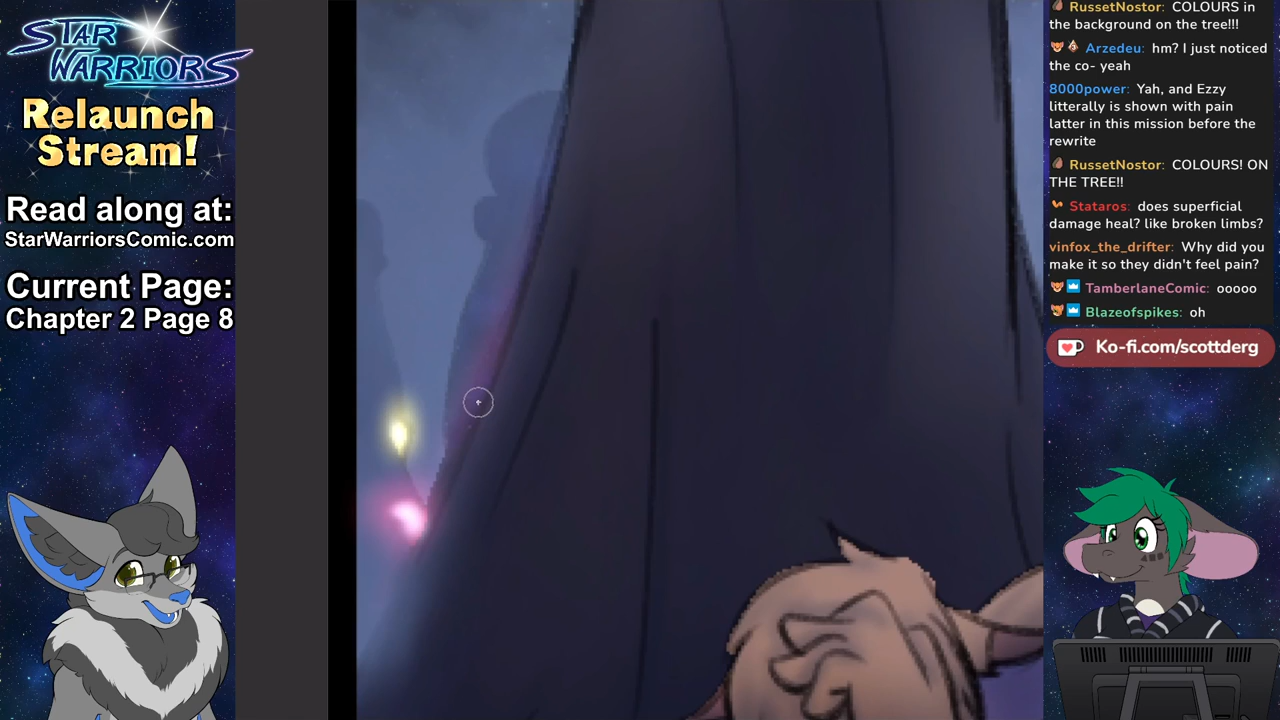 STAR
WARRIORS
Relaunch
Stream!
Read along at:
StarWarriorsComic.com
Current Page:
Chapter 2 Page 8
RussetNostor: COLOURS in
the background on the tree!!!
Arzedeu: hm? I just noticed
the co- yeah
8000power: Yah, and Ezzy
litterally is shown with pain
latter in this mission before the
rewrite
RussetNostor: COLOURS! ON
THE TREE!!
Stataros: does superficial
damage heal? like broken limbs?
vinfox_the_drifter: Why did you
make it so they didn't feel pain?
TamberlaneComic: ooooo
Blazeofspikes: oh
Ko-fi.com/scottderg